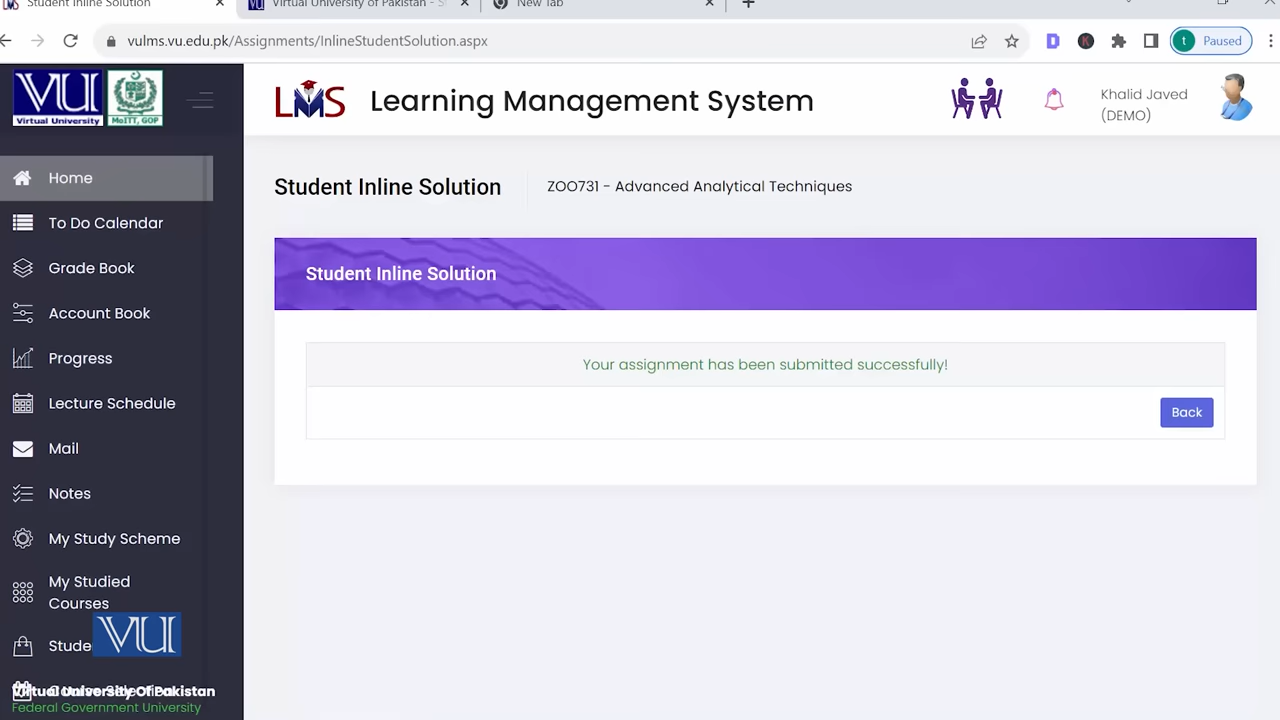 Student Inline Solution
Virtual University of Pakistan - S
New Tab
vulms.vu.edu.pk/Assignments/InlineStudentSolution.aspx
D
K
t
Paused
VU
Virtual University
MoITT, GOP
LMS
Learning Management System
Khalid Javed
(DEMO)
Home
To Do Calendar
Grade Book
Account Book
Progress
Lecture Schedule
Mail
Notes
My Study Scheme
My Studied
Courses
Stude
VU
Virtual University Of Pakistan
Federal Government University
Student Inline Solution
ZOO731 - Advanced Analytical Techniques
Student Inline Solution
Your assignment has been submitted successfully!
Back